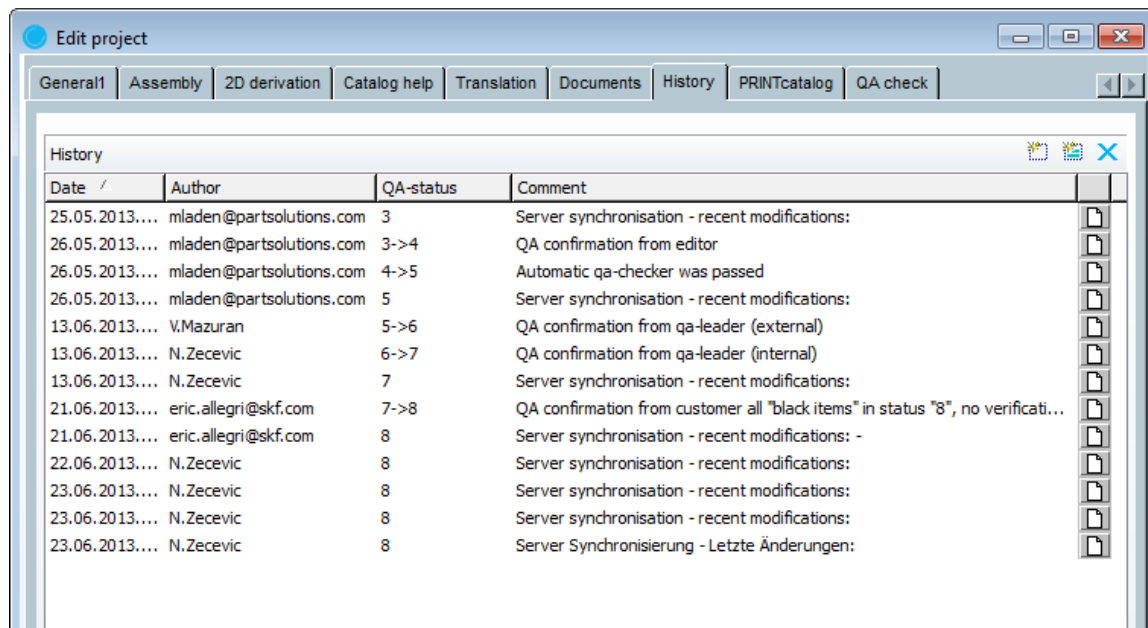 Edit project
General1 Assembly 2D derivation Catalog help Translation Documents History PRINTcatalog QA check
History
Date Author QA-status Comment
25.05.2013.... mladen@partsolutions.com 3 Server synchronisation - recent modifications:
26.05.2013.... mladen@partsolutions.com 3->4 QA confirmation from editor
26.05.2013.... mladen@partsolutions.com 4->5 Automatic qa-checker was passed
26.05.2013.... mladen@partsolutions.com 5 Server synchronisation - recent modifications:
13.06.2013.... V.Mazuran 5->6 QA confirmation from qa-leader (external)
13.06.2013.... N.Zecevic 6->7 QA confirmation from qa-leader (internal)
13.06.2013.... N.Zecevic 7 Server synchronisation - recent modifications:
21.06.2013.... eric.allegri@skf.com 7->8 QA confirmation from customer all "black items" in status "8", no verificati...
21.06.2013.... eric.allegri@skf.com 8 Server synchronisation - recent modifications: -
22.06.2013.... N.Zecevic 8 Server synchronisation - recent modifications:
23.06.2013.... N.Zecevic 8 Server synchronisation - recent modifications:
23.06.2013.... N.Zecevic 8 Server synchronisation - recent modifications:
23.06.2013.... N.Zecevic 8 Server Synchronisierung - Letzte Änderungen: